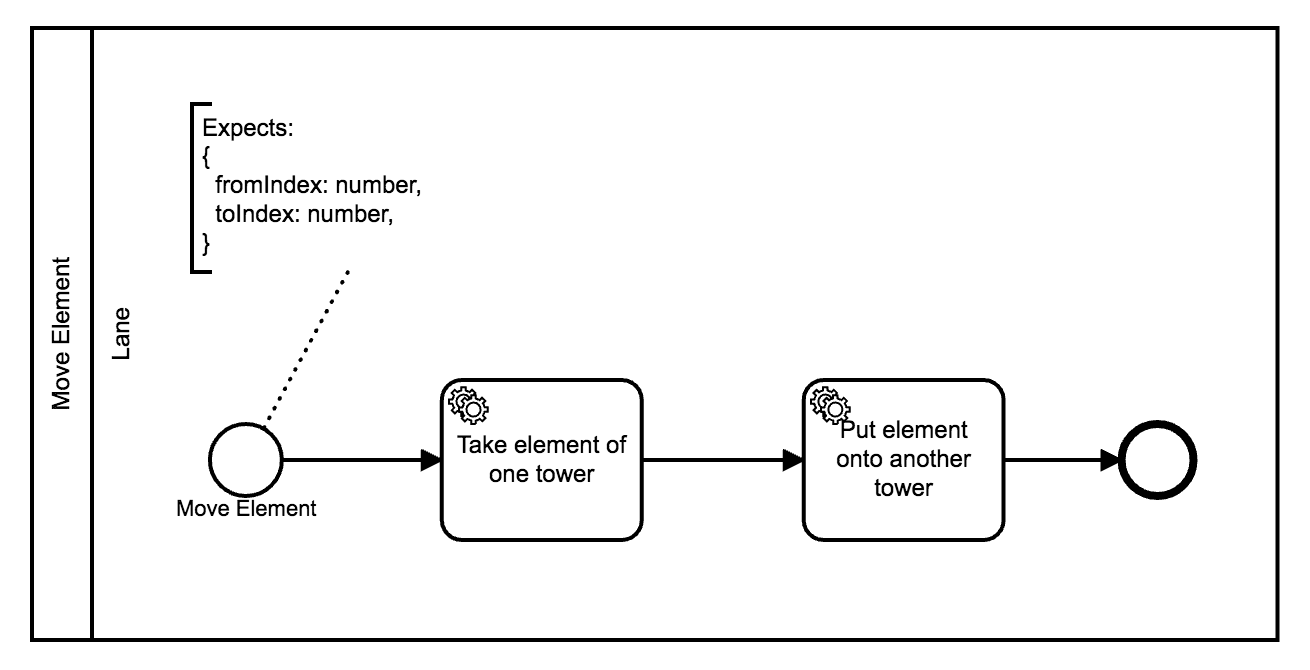 Move Element
Lane
Expects:
{
fromIndex: number,
toIndex: number,
}
Move Element
Take element of
one tower
Put element
onto another
tower